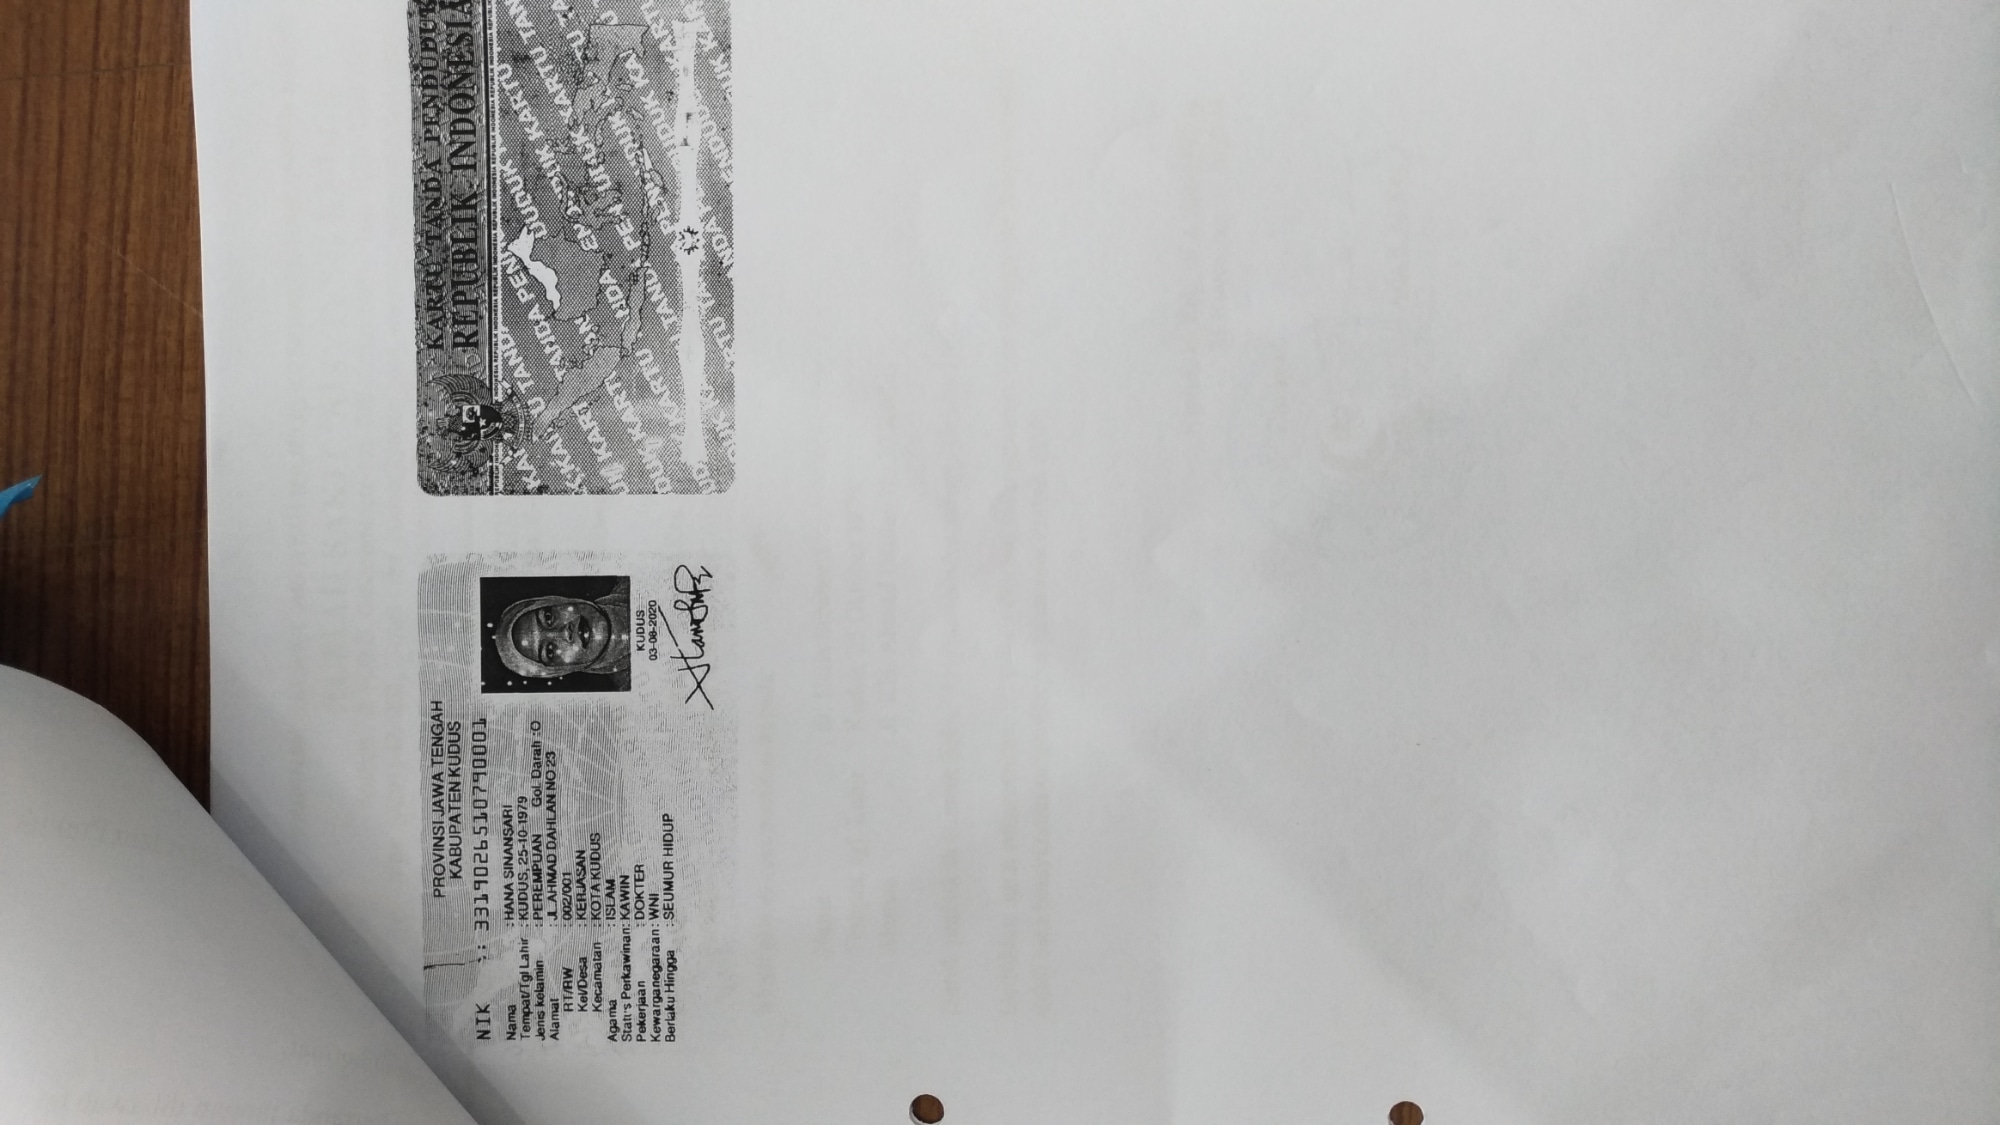 PROVINSI JAWA TENGAH
KABUPATEN KUDUS
NIK : 3319026510790001
Nama : HANA SINANSARI
Tempat/Tgl Lahir : KUDUS, 25-10-1979
Jenis kelamin : PEREMPUAN Gol. Darah :O
Alamat : JL AHMAD DAHLAN NO 23
RT/RW : 002/001
Kel/Desa : KERJASAN
Kecamatan : KOTA KUDUS
Agama : ISLAM
Status Perkawinan: KAWIN
Pekerjaan : DOKTER
Kewarganegaraan: WNI
Berlaku Hingga : SEUMUR HIDUP
KUDUS
03-08-2020
KARTU TANDA PENDUDUK
REPUBLIK INDONESIA